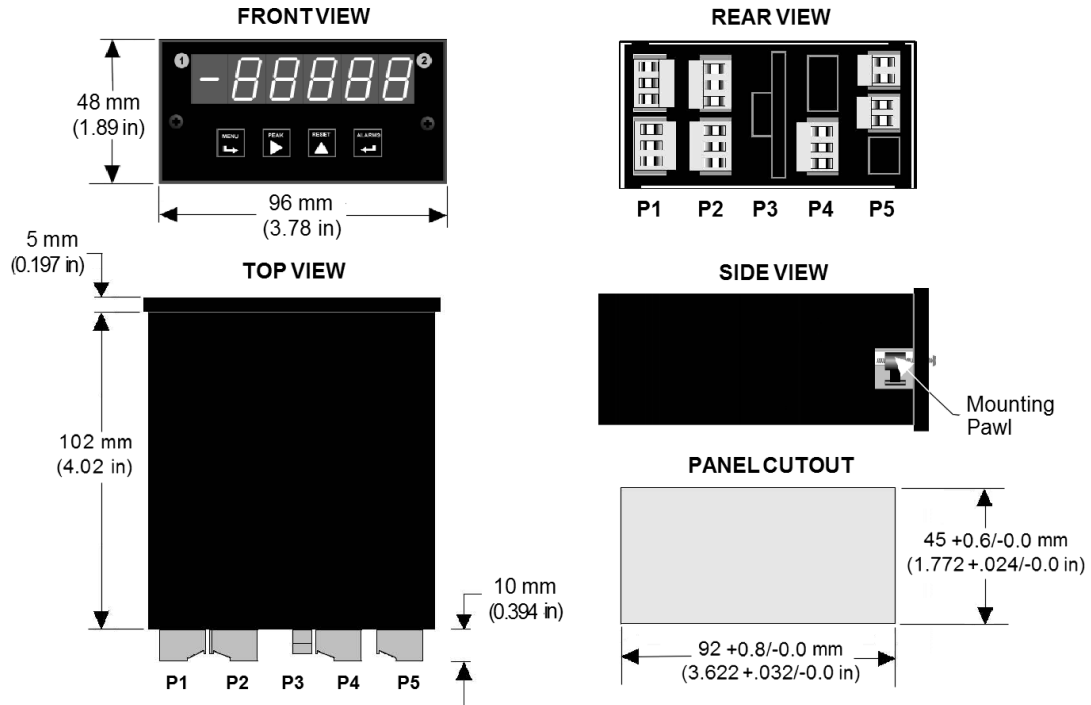 FRONT VIEW
1
2
-88888
MENU
PEAK
RESET
ALARMS
48 mm
(1.89 in)
96 mm
(3.78 in)
REAR VIEW
P1 P2 P3 P4 P5
5 mm
(0.197 in)
TOP VIEW
102 mm
(4.02 in)
10 mm
(0.394 in)
P1 P2 P3 P4 P5
SIDE VIEW
Mounting
Pawl
PANEL CUTOUT
45 +0.6/-0.0 mm
(1.772 +.024/-0.0 in)
92 +0.8/-0.0 mm
(3.622 +.032/-0.0 in)